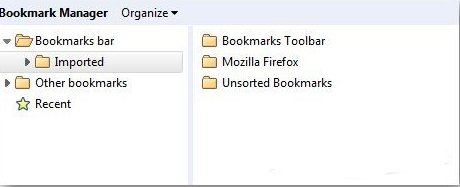 Bookmark Manager Organize
Bookmarks bar
Imported
Other bookmarks
Recent
Bookmarks Toolbar
Mozilla Firefox
Unsorted Bookmarks